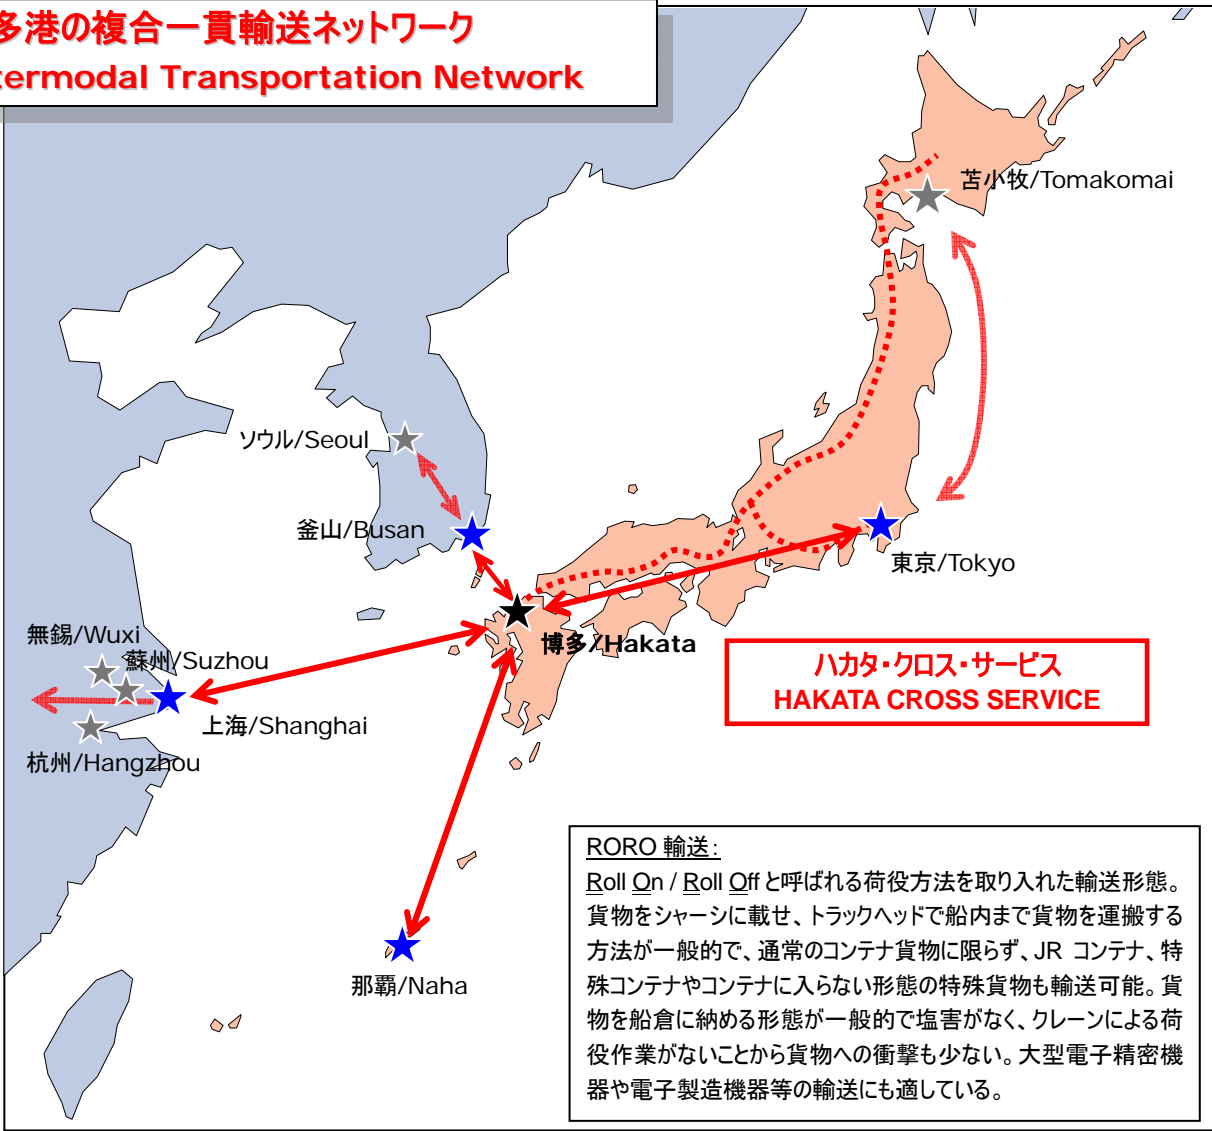 多港の複合一貫輸送ネットワーク
termodal Transportation Network
苫小牧/Tomakomai
ソウル/Seoul
釜山/Busan
東京/Tokyo
無錫/Wuxi
蘇州/Suzhou
博多/Hakata
ハカタ・クロス・サービス
HAKATA CROSS SERVICE
上海/Shanghai
杭州/Hangzhou
那覇/Naha
RORO 輸送：
Roll On / Roll Off と呼ばれる荷役方法を取り入れた輸送形態。
貨物をシャーシに載せ、トラックヘッドで船内まで貨物を運搬する
方法が一般的で、通常のコンテナ貨物に限らず、JR コンテナ、特
殊コンテナやコンテナに入らない形態の特殊貨物も輸送可能。貨
物を船倉に納める形態が一般的で塩害がなく、クレーンによる荷
役作業がないことから貨物への衝撃も少ない。大型電子精密機
器や電子製造機器等の輸送にも適している。